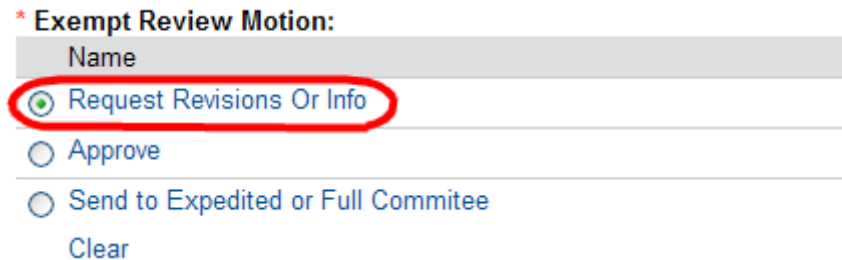 * Exempt Review Motion:
Name
Request Revisions Or Info
Approve
Send to Expedited or Full Commitee
Clear